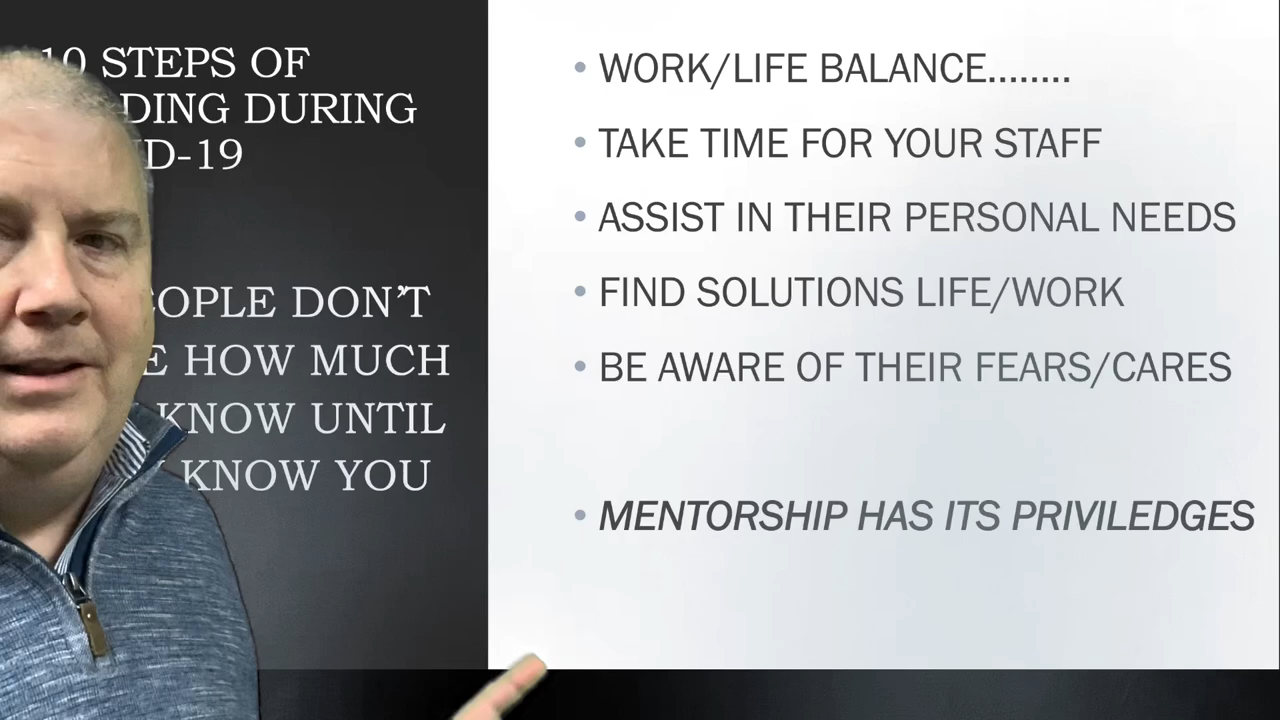 10 STEPS OF
DING DURING
D-19
OPLE DON'T
E HOW MUCH
KNOW UNTIL
KNOW YOU
• WORK/LIFE BALANCE........
• TAKE TIME FOR YOUR STAFF
• ASSIST IN THEIR PERSONAL NEEDS
• FIND SOLUTIONS LIFE/WORK
• BE AWARE OF THEIR FEARS/CARES
• MENTORSHIP HAS ITS PRIVILEDGES